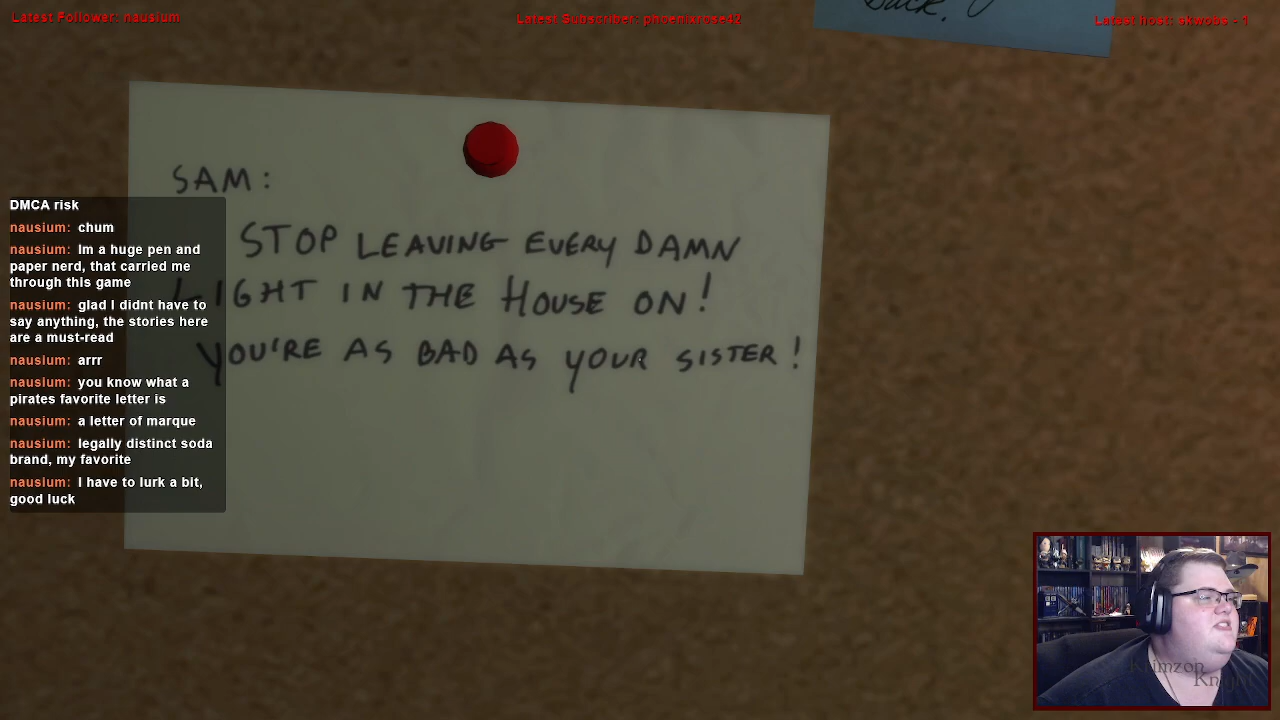 Latest Follower: nausium
Latest Subscriber: phoenixrose42
Latest host: skwobs - 1
back.
SAM:
STOP LEAVING EVERY DAMN
LIGHT IN THE HOUSE ON!
YOU'RE AS BAD AS YOUR SISTER!
DMCA risk
nausium: chum
nausium: Im a huge pen and
paper nerd, that carried me
through this game
nausium: glad I didnt have to
say anything, the stories here
are a must-read
nausium: arrr
nausium: you know what a
pirates favorite letter is
nausium: a letter of marque
nausium: legally distinct soda
brand, my favorite
nausium: I have to lurk a bit,
good luck
Krimzon
Knight